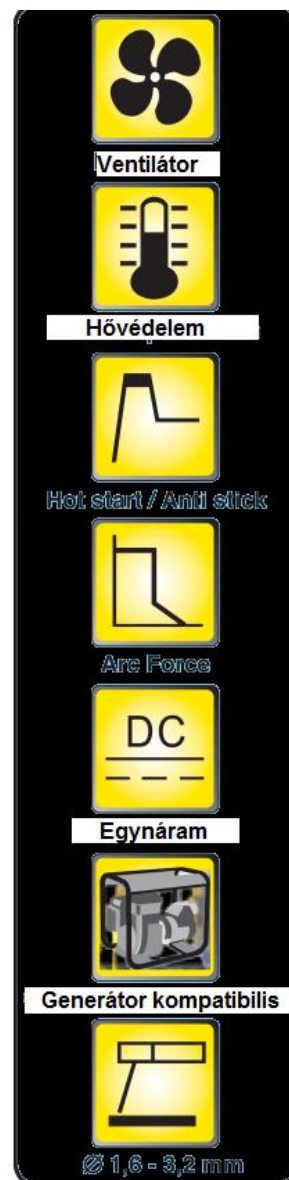 Ventilátor
Hővédelem
Hot start / Anti stick
Arc Force
DC
Egynáram
Generátor kompatibilis
Ø 1,6 - 3,2 mm